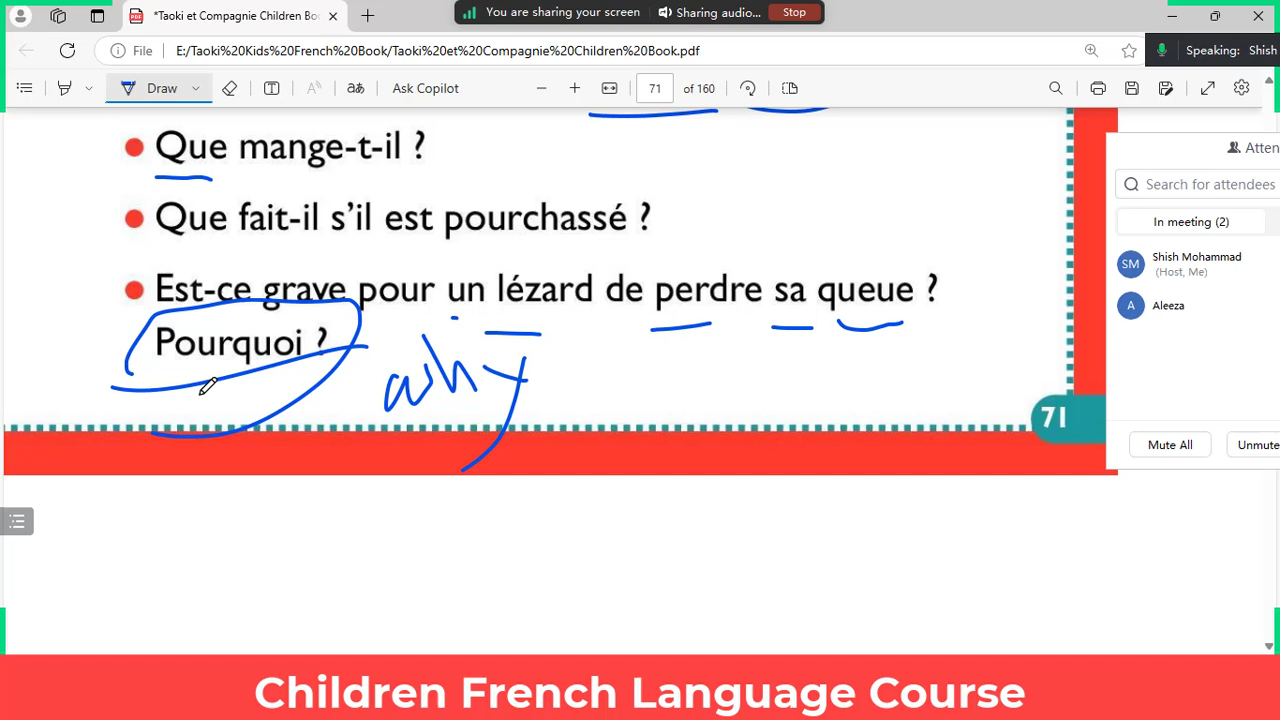 *Taoki et Compagnie Children Bo
You are sharing your screen
Sharing audio...
Stop
File
E:/Taoki%20Kids%20French%20Book/Taoki%20et%20Compagnie%20Children%20Book.pdf
Speaking: Shish
Draw
Ask Copilot
71 of 160
Que mange-t-il ?
Que fait-il s'il est pourchassé ?
Est-ce grave pour un lézard de perdre sa queue ?
Pourquoi ?
why
71
Atten
Search for attendees
In meeting (2)
SM
Shish Mohammad
(Host, Me)
A
Aleeza
Mute All
Unmute
Children French Language Course